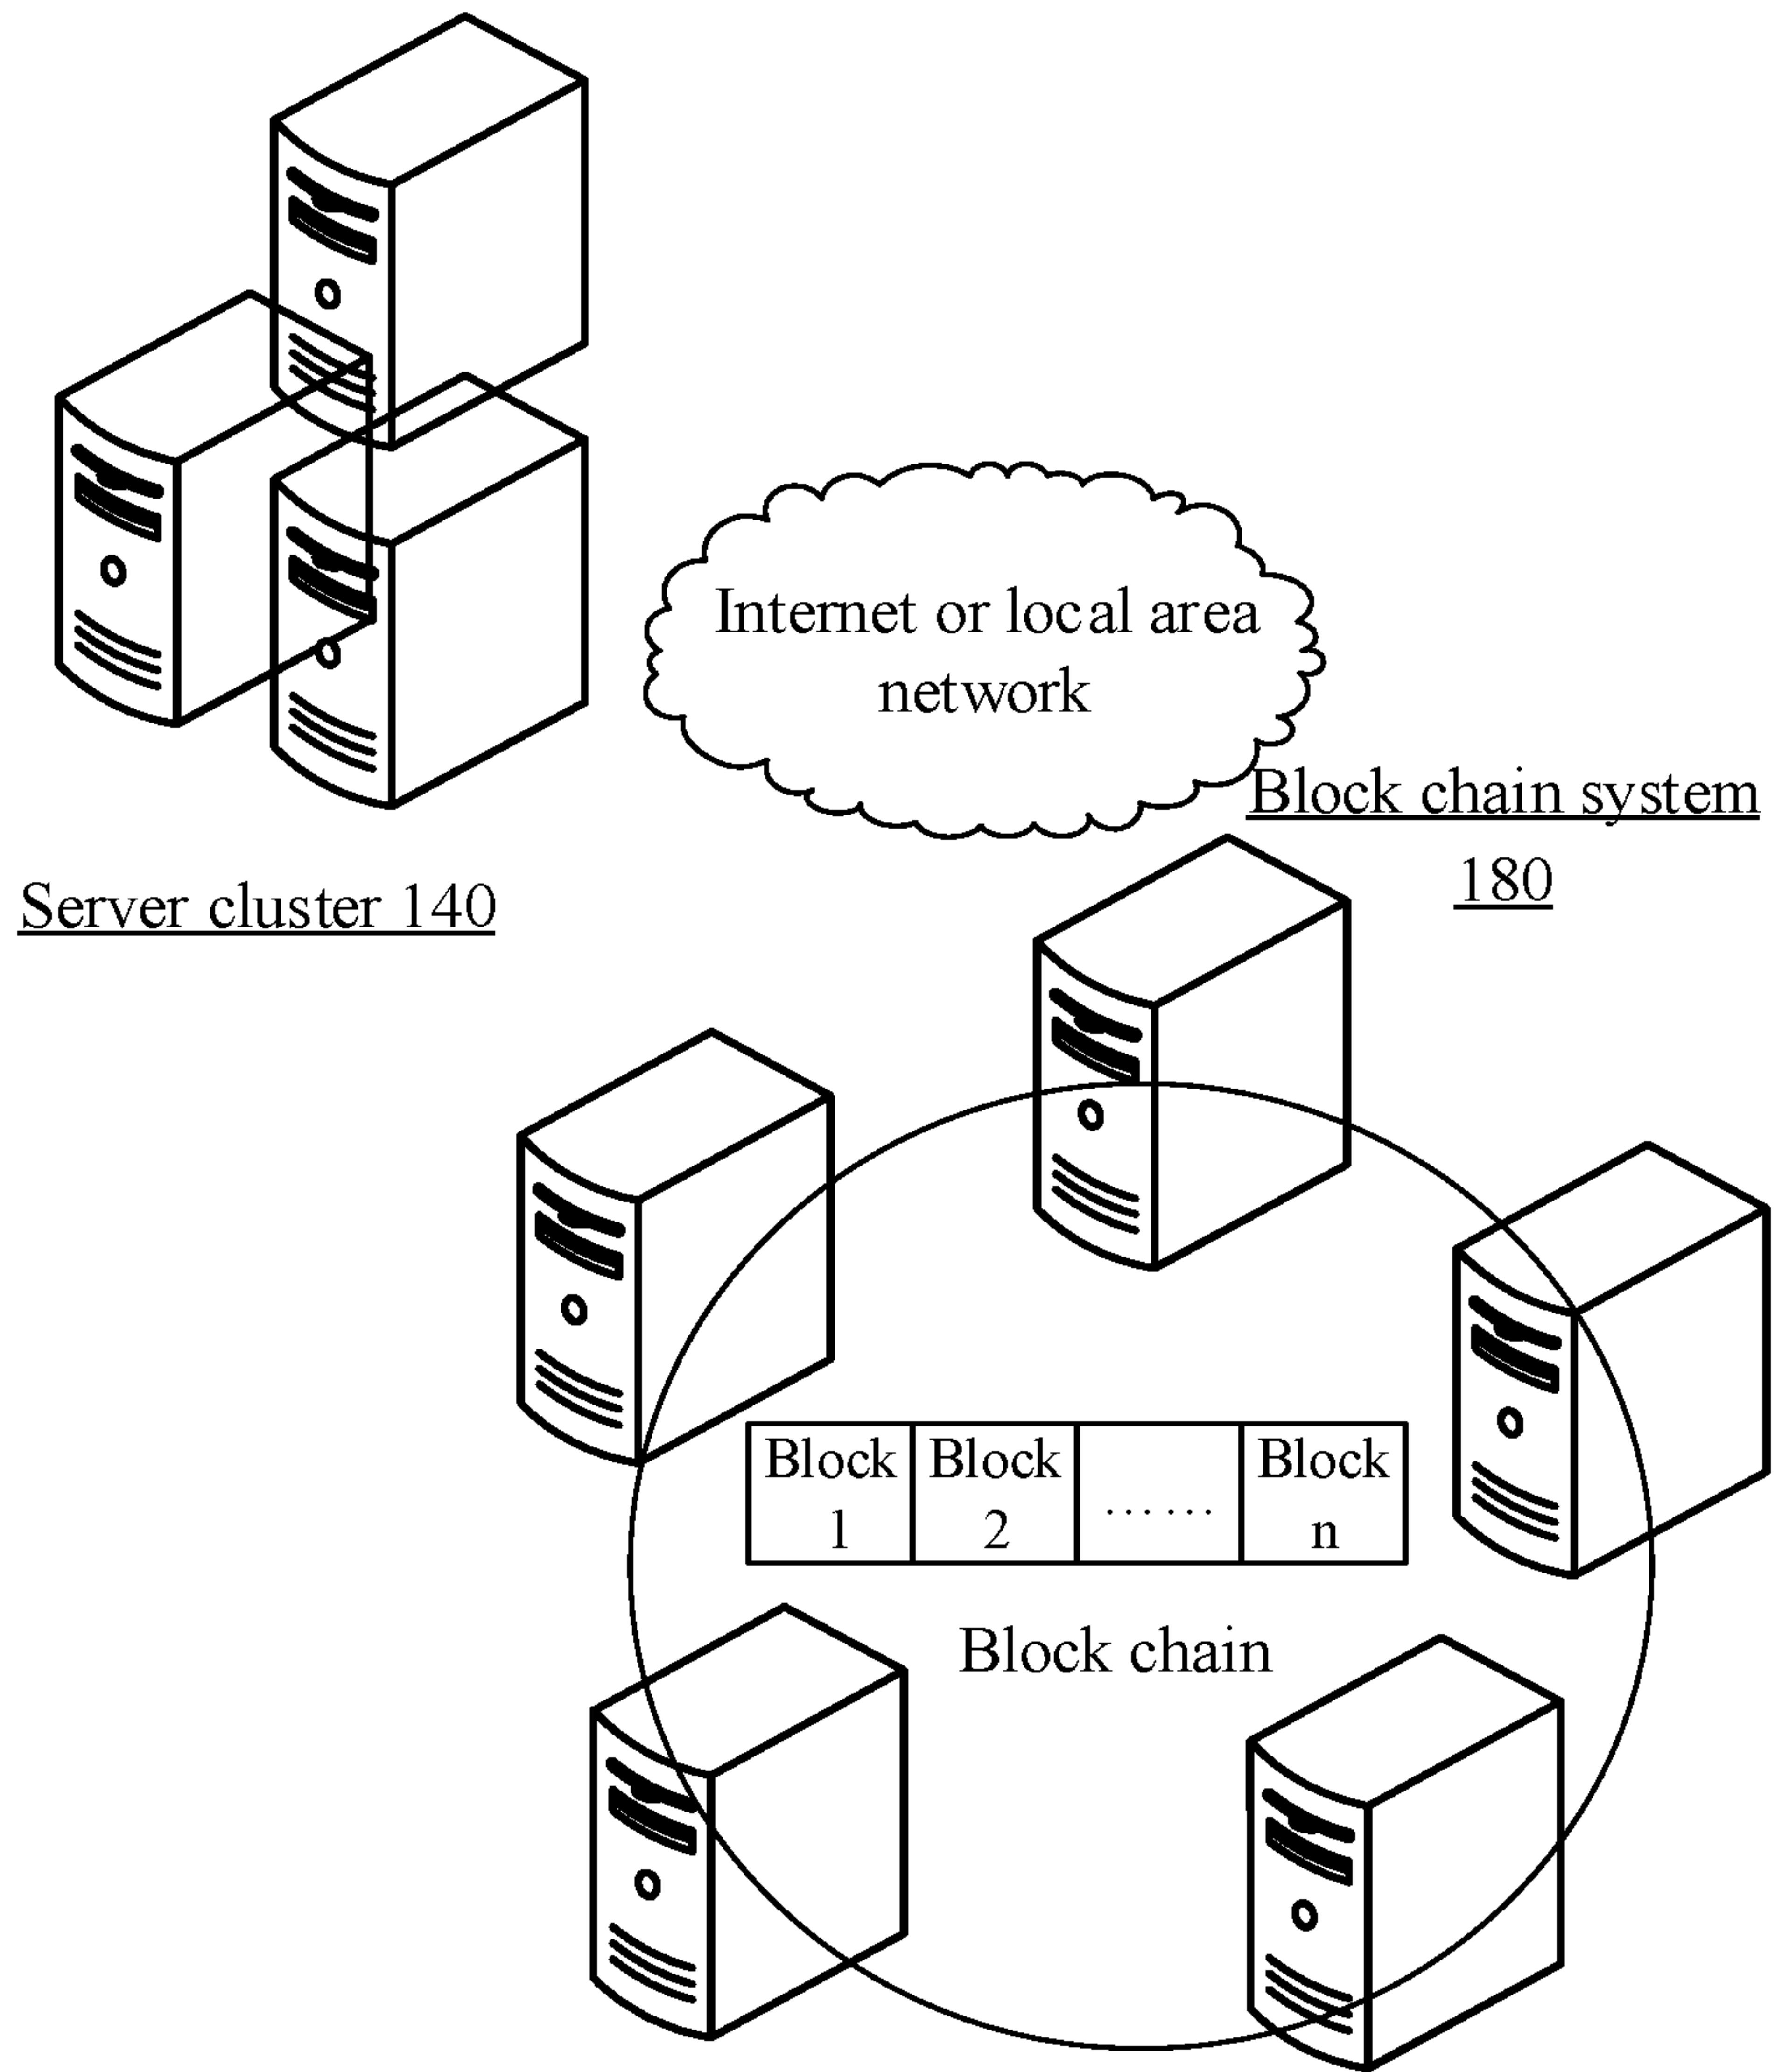 Internet or local area
network
Block chain system
180
Server cluster 140
Block
1
Block
2
......
Block
n
Block chain